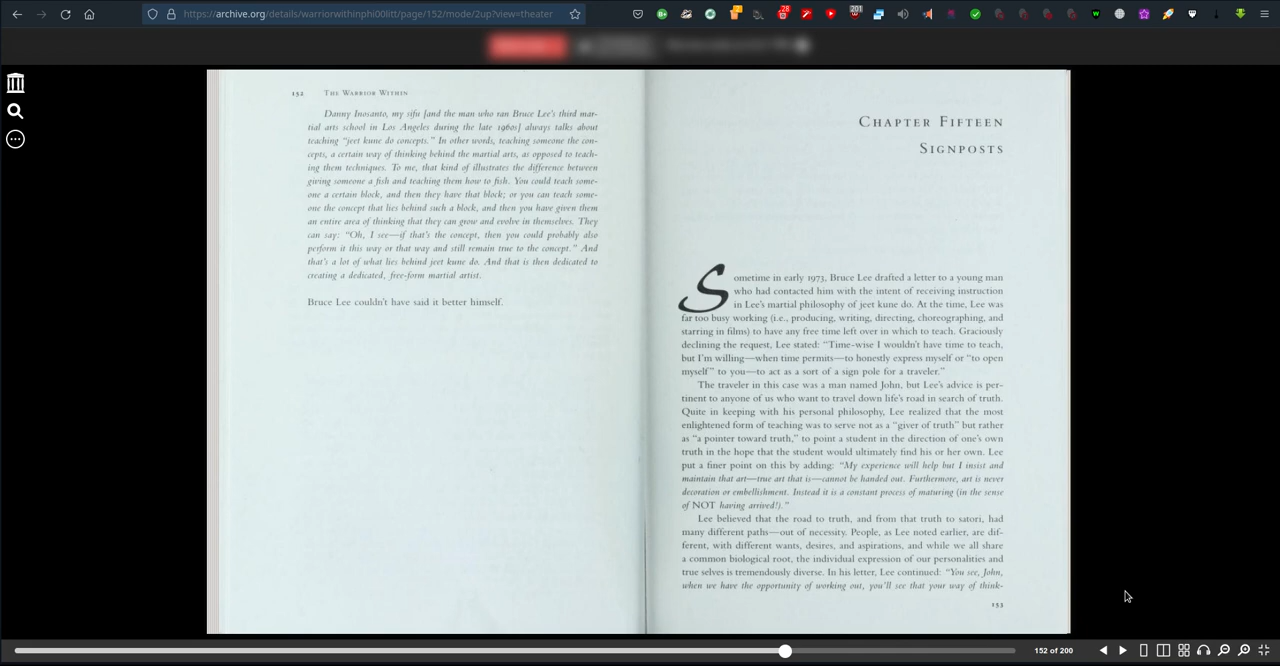 https://archive.org/details/warriorwithinphi00litt/page/152/mode/2up?view=theater
28
201
152 The Warrior Within
Danny Inosanto, my sifu [and the man who ran Bruce Lee's third mar-
tial arts school in Los Angeles during the late 1960s] always talks about
teaching "jeet kune do concepts." In other words, teaching someone the con-
cepts, a certain way of thinking behind the martial arts, as opposed to teach-
ing them techniques. To me, that kind of illustrates the difference between
giving someone a fish and teaching them how to fish. You could teach some-
one a certain block, and then they have that block; or you can teach some-
one the concept that lies behind such a block, and then you have given them
an entire area of thinking that they can grow and evolve in themselves. They
can say: "Oh, I see—if that's the concept, then you could probably also
perform it this way or that way and still remain true to the concept." And
that's a lot of what lies behind jeet kune do. And that is then dedicated to
creating a dedicated, free-form martial artist.
Bruce Lee couldn't have said it better himself.
Chapter Fifteen
Signposts
Sometime in early 1973, Bruce Lee drafted a letter to a young man
who had contacted him with the intent of receiving instruction
in Lee's martial philosophy of jeet kune do. At the time, Lee was
far too busy working (i.e., producing, writing, directing, choreographing, and
starring in films) to have any free time left over in which to teach. Graciously
declining the request, Lee stated: "Time-wise I wouldn't have time to teach,
but I'm willing—when time permits—to honestly express myself or "to open
myself" to you—to act as a sort of a sign pole for a traveler."
The traveler in this case was a man named John, but Lee's advice is per-
tinent to anyone of us who want to travel down life's road in search of truth.
Quite in keeping with his personal philosophy, Lee realized that the most
enlightened form of teaching was to serve not as a "giver of truth" but rather
as "a pointer toward truth," to point a student in the direction of one's own
truth in the hope that the student would ultimately find his or her own. Lee
put a finer point on this by adding: "My experience will help but I insist and
maintain that art—true art that is—cannot be handed out. Furthermore, art is never
decoration or embellishment. Instead it is a constant process of maturing (in the sense
of NOT having arrived!)."
Lee believed that the road to truth, and from that truth to satori, had
many different paths—out of necessity. People, as Lee noted earlier, are dif-
ferent, with different wants, desires, and aspirations, and while we all share
a common biological root, the individual expression of our personalities and
true selves is tremendously diverse. In his letter, Lee continued: "You see, John,
when we have the opportunity of working out, you'll see that your way of think-
153
152 of 200